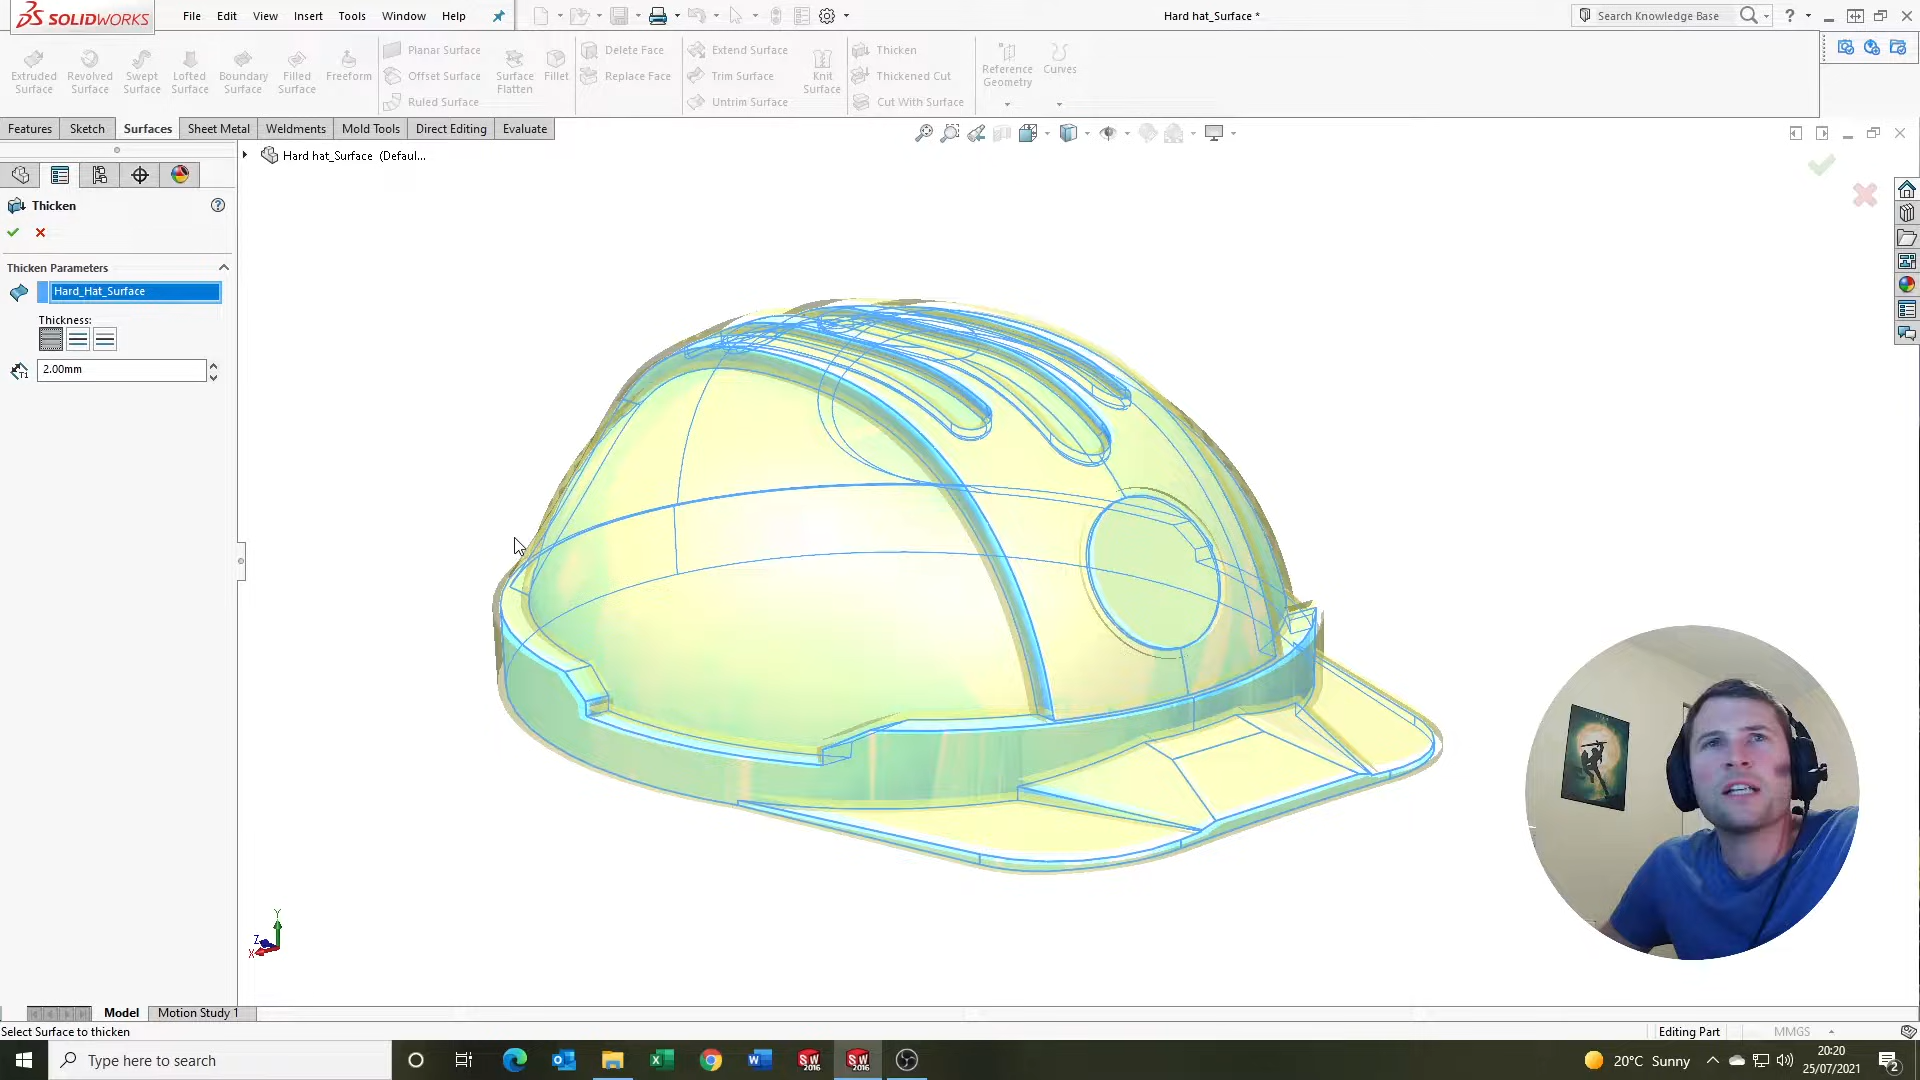 SOLIDWORKS
File Edit View Insert Tools Window Help
Hard hat_Surface *
Search Knowledge Base
Extruded Surface
Revolved Surface
Swept Surface
Lofted Surface
Boundary Surface
Filled Surface
Freeform
Planar Surface
Offset Surface
Ruled Surface
Surface Flatten
Fillet
Delete Face
Replace Face
Extend Surface
Trim Surface
Untrim Surface
Knit Surface
Thicken
Thickened Cut
Cut With Surface
Reference Geometry
Curves
Features Sketch Surfaces Sheet Metal Weldments Mold Tools Direct Editing Evaluate
Hard hat_Surface (Defaul...
Thicken
Thicken Parameters
Hard_Hat_Surface
Thickness:
2.00mm
Y
Z
X
Model Motion Study 1
Select Surface to thicken
Editing Part
MMGS
Type here to search
SW 2016
SW 2016
20°C Sunny
20:20
25/07/2021
2